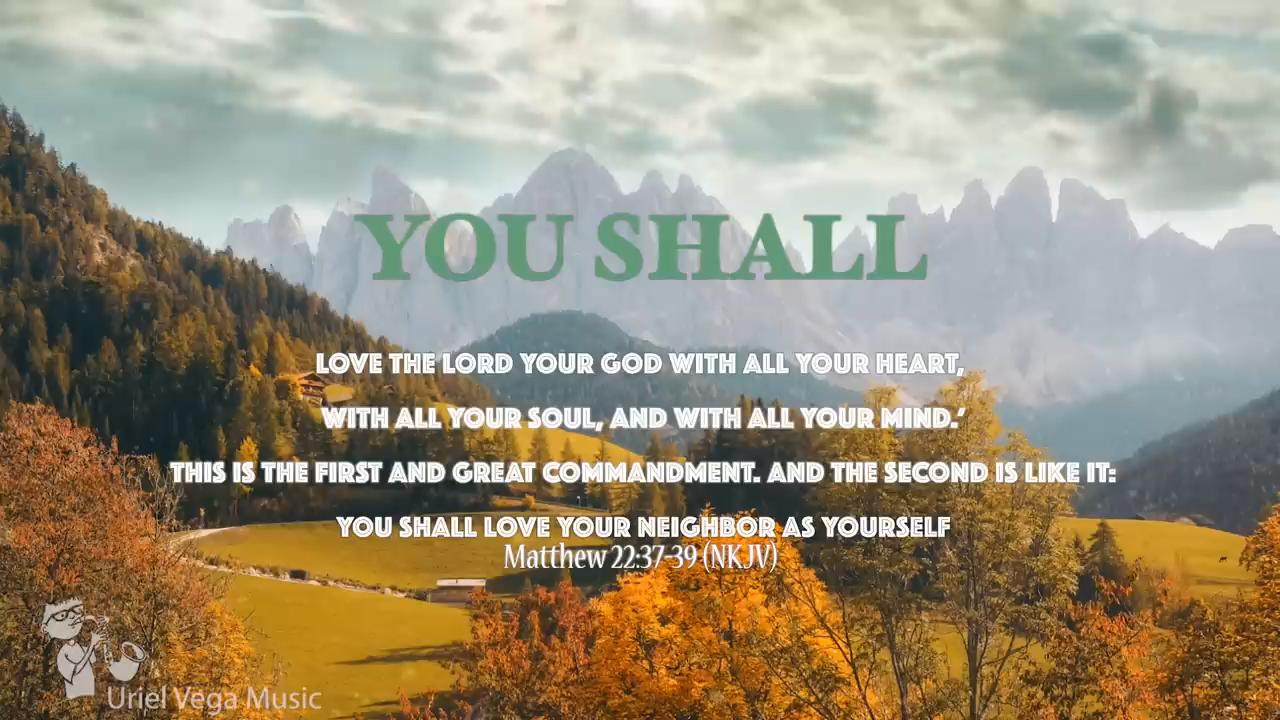 YOU SHALL
LOVE THE LORD YOUR GOD WITH ALL YOUR HEART,
WITH ALL YOUR SOUL, AND WITH ALL YOUR MIND.’
THIS IS THE FIRST AND GREAT COMMANDMENT. AND THE SECOND IS LIKE IT:
YOU SHALL LOVE YOUR NEIGHBOR AS YOURSELF
Matthew 22:37-39 (NKJV)
Uriel Vega Music